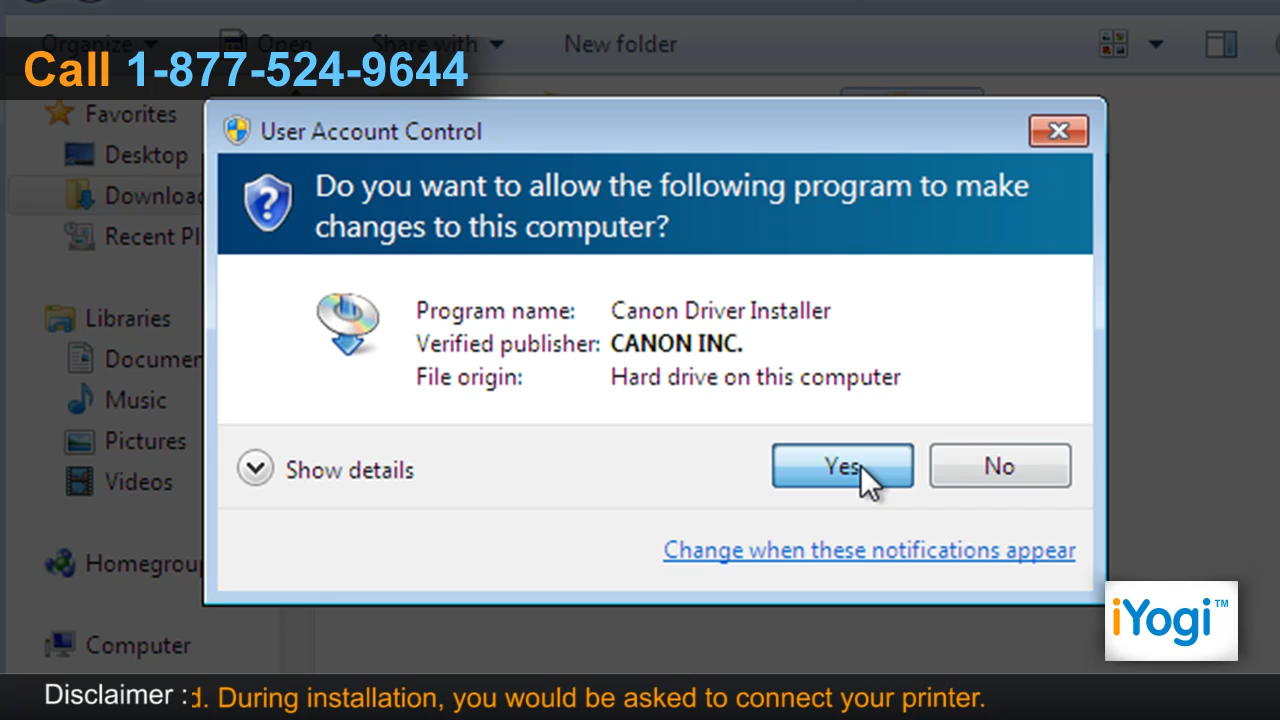 Organize Open Share with New folder
Call 1-877-524-9644
Favorites
Desktop
Recent
Libraries
Music
Pictures
Videos
Computer
User Account Control
Do you want to allow the following program to make
changes to this computer?
Program name: Canon Driver Installer
Verified publisher: CANON INC.
File origin: Hard drive on this computer
Show details
Yes
No
Change when these notifications appear
iYogi™
Disclaimer : d. During installation, you would be asked to connect your printer.